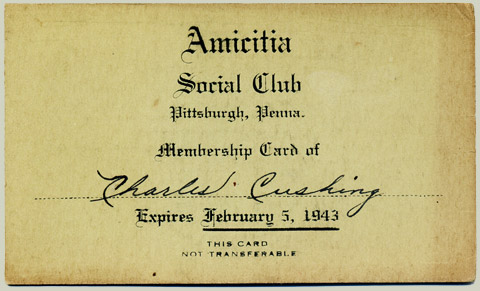 Amicitia
Social Club
Pittsburgh, Penna.
Membership Card of
Charles Cushing
Expires February 5, 1943
THIS CARD
NOT TRANSFERABLE